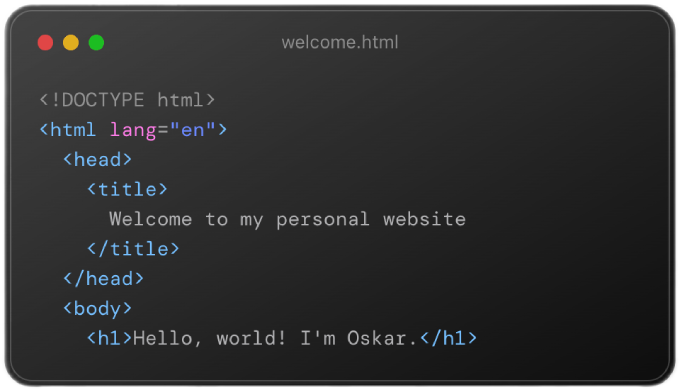 welcome.html
<!DOCTYPE html>
<html lang="en">
<head>
<title>
Welcome to my personal website
</title>
</head>
<body>
<h1>Hello, world! I'm Oskar.</h1>